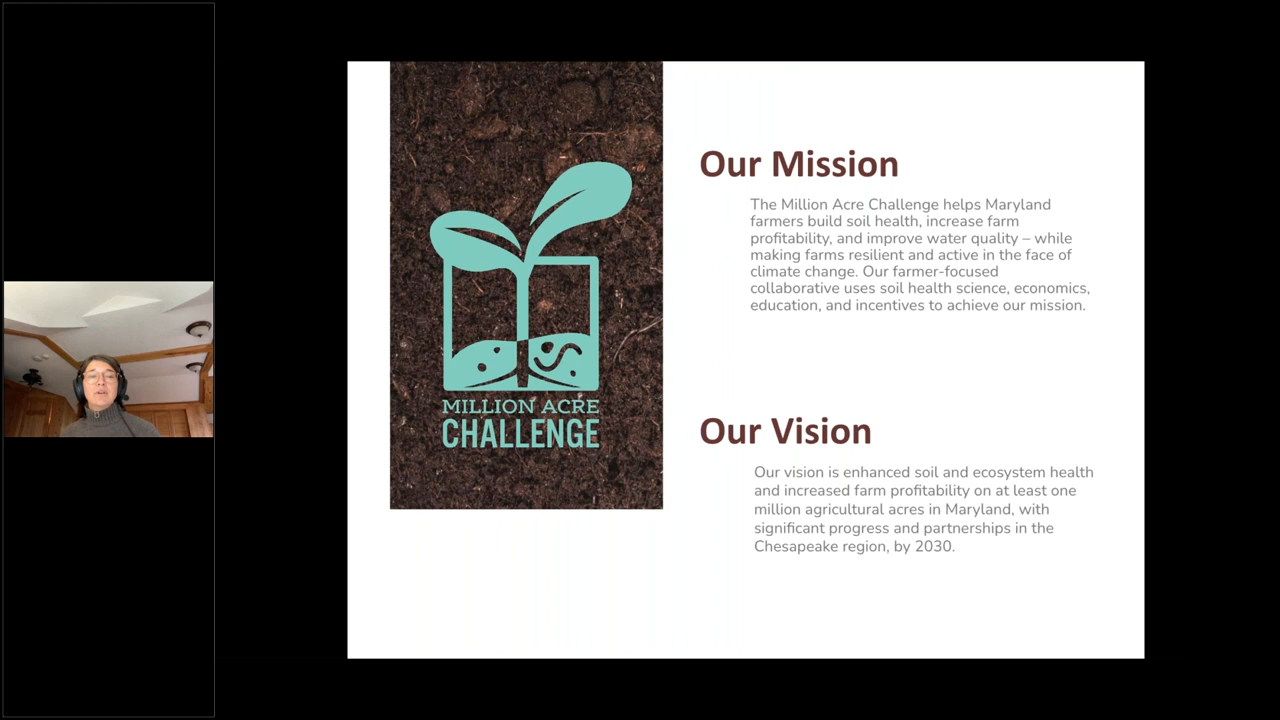 MILLION ACRE
CHALLENGE
Our Mission
The Million Acre Challenge helps Maryland
farmers build soil health, increase farm
profitability, and improve water quality – while
making farms resilient and active in the face of
climate change. Our farmer-focused
collaborative uses soil health science, economics,
education, and incentives to achieve our mission.
Our Vision
Our vision is enhanced soil and ecosystem health
and increased farm profitability on at least one
million agricultural acres in Maryland, with
significant progress and partnerships in the
Chesapeake region, by 2030.